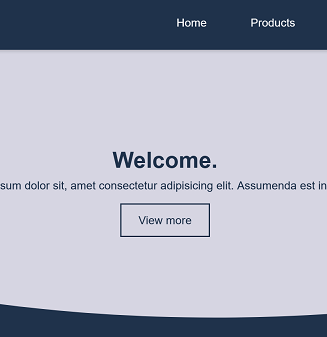 Home Products
Welcome.
sum dolor sit, amet consectetur adipisicing elit. Assumenda est in
View more